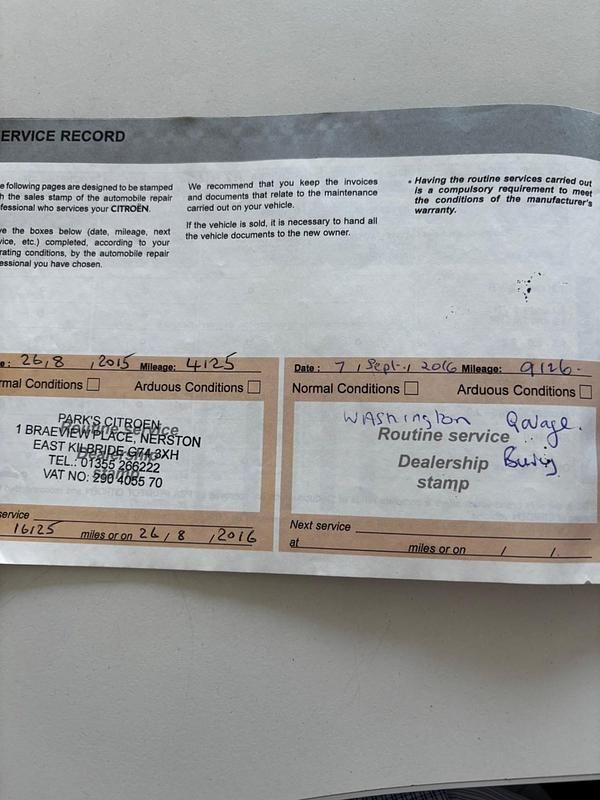 ERVICE RECORD
e following pages are designed to be stamped
h the sales stamp of the automobile repair
fessional who services your CITROËN.
ve the boxes below (date, mileage, next
vice, etc.) completed, according to your
rating conditions, by the automobile repair
essional you have chosen.
We recommend that you keep the invoices
and documents that relate to the maintenance
carried out on your vehicle.
If the vehicle is sold, it is necessary to hand all
the vehicle documents to the new owner.
• Having the routine services carried out
is a compulsory requirement to meet
the conditions of the manufacturer's
warranty.
e: 26,8 ,2015 Mileage: 4125
rmal Conditions Arduous Conditions
PARK'S CITROEN
Routine service
1 BRAEVIEW PLACE, NERSTON
EAST KILBRIDE G74 3XH
Dealership
TEL.: 01355 266222
stamp
VAT NO: 290 4055 70
service
16125 miles or on 26 / 8 , 2016
Date : 7 , Sept , 2016 Mileage: 9126-
Normal Conditions Arduous Conditions
WASHington Garage.
Routine service
Dealership
stamp
Next service
at miles or on / /